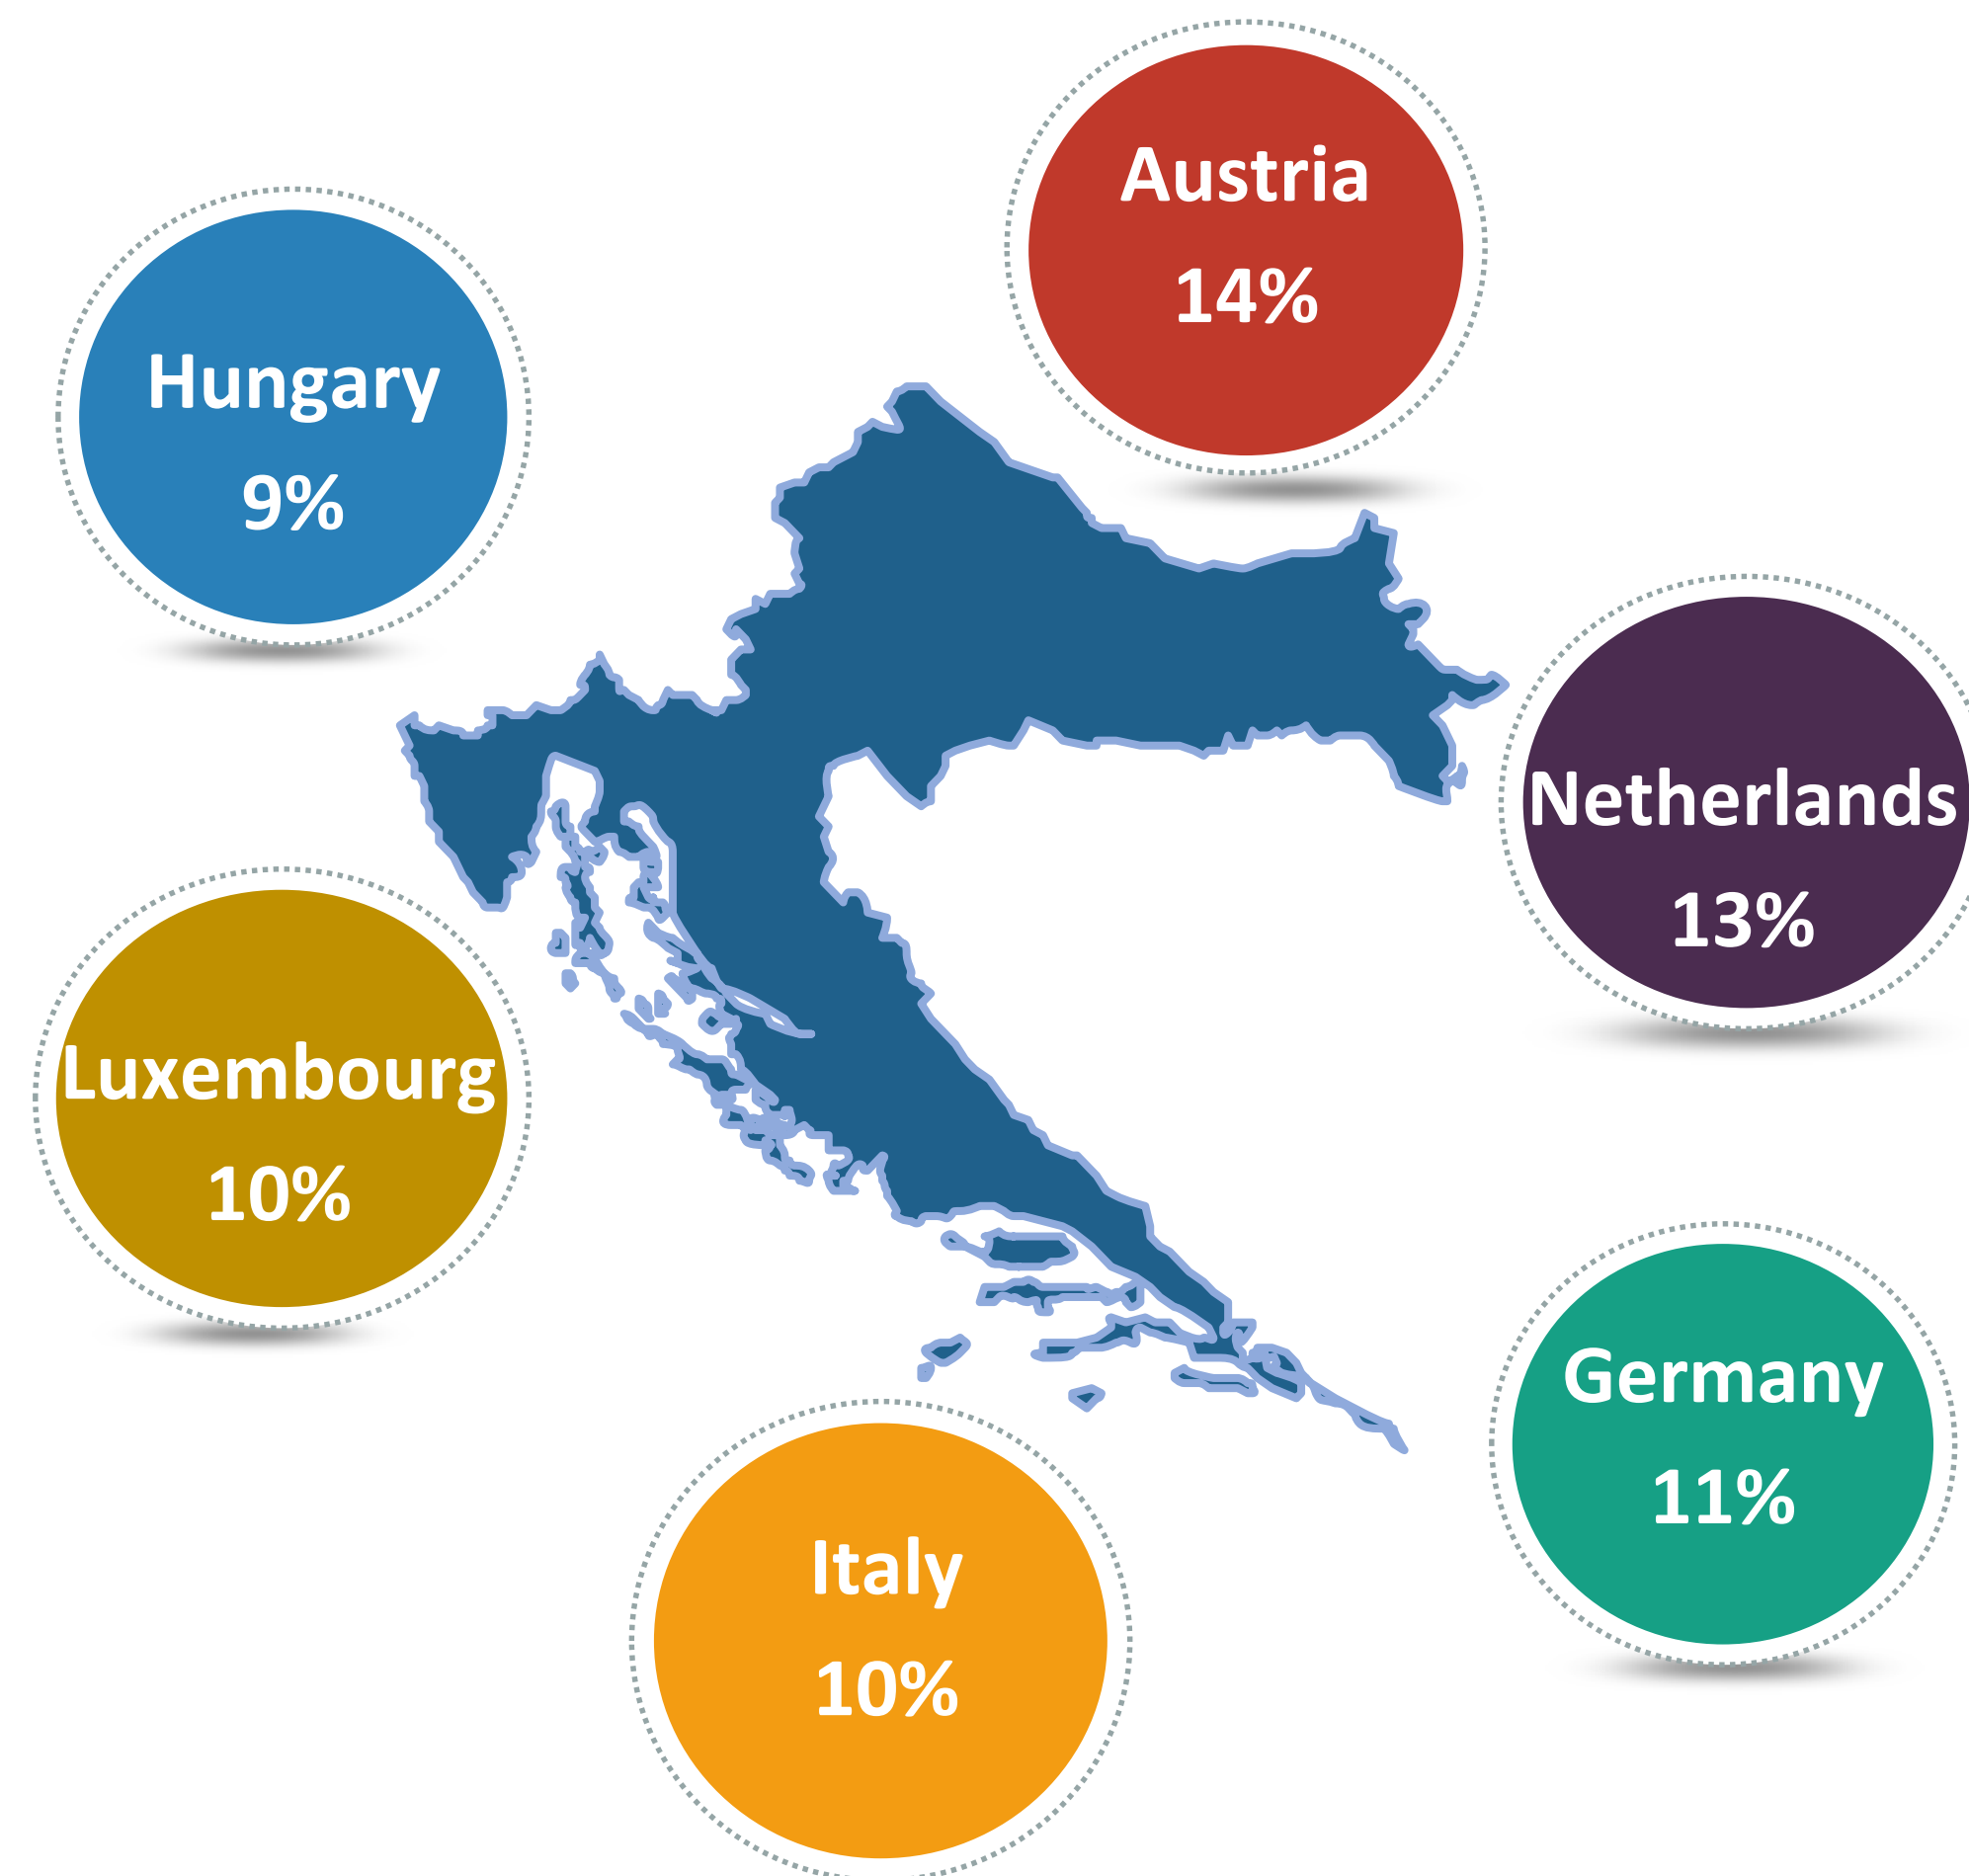 Austria
14%
Hungary
9%
Netherlands
13%
Luxembourg
10%
Germany
11%
Italy
10%